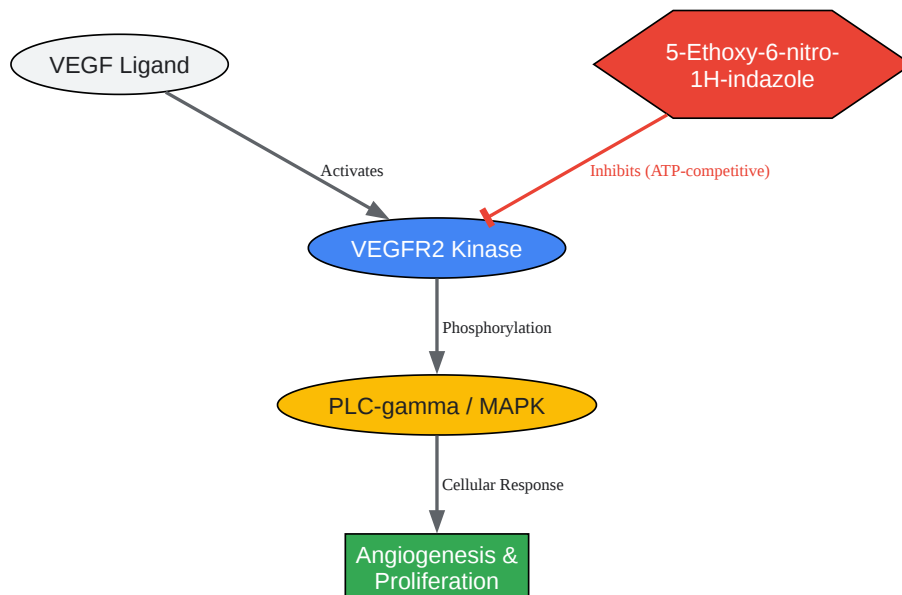 VEGF Ligand
5-Ethoxy-6-nitro-
1H-indazole
Activates
Inhibits (ATP-competitive)
VEGFR2 Kinase
Phosphorylation
PLC-gamma / MAPK
Cellular Response
Angiogenesis &
Proliferation